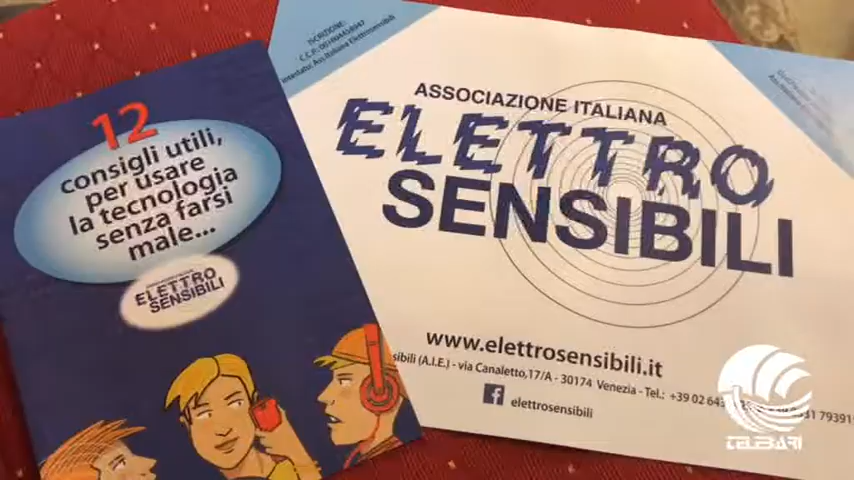 12
consigli utili,
per usare
la tecnologia
senza farsi
male...
ELETTRO
SENSIBILI
ISCRIZIONE:
ASSOCIAZIONE ITALIANA
ELETTRO
SENSIBILI
www.elettrosensibili.it
sibili (A.I.E.) - via Canaletto,17/A - 30174 Venezia - Tel.: +39 02
f elettrosensibili
TELEBARI